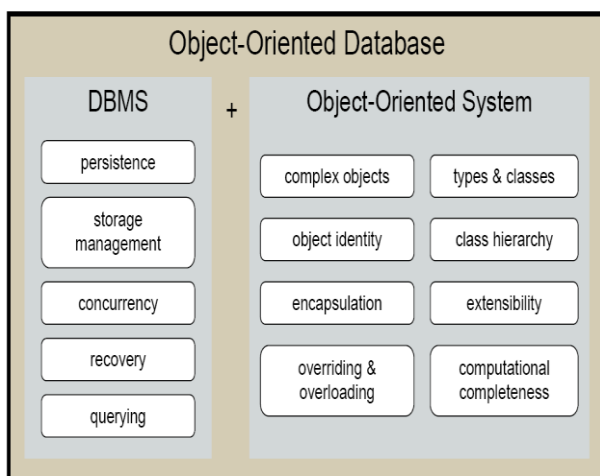 Object-Oriented Database
DBMS
+
Object-Oriented System
persistence
storage
management
concurrency
recovery
querying
complex objects
types & classes
object identity
class hierarchy
encapsulation
extensibility
overriding &
overloading
computational
completeness